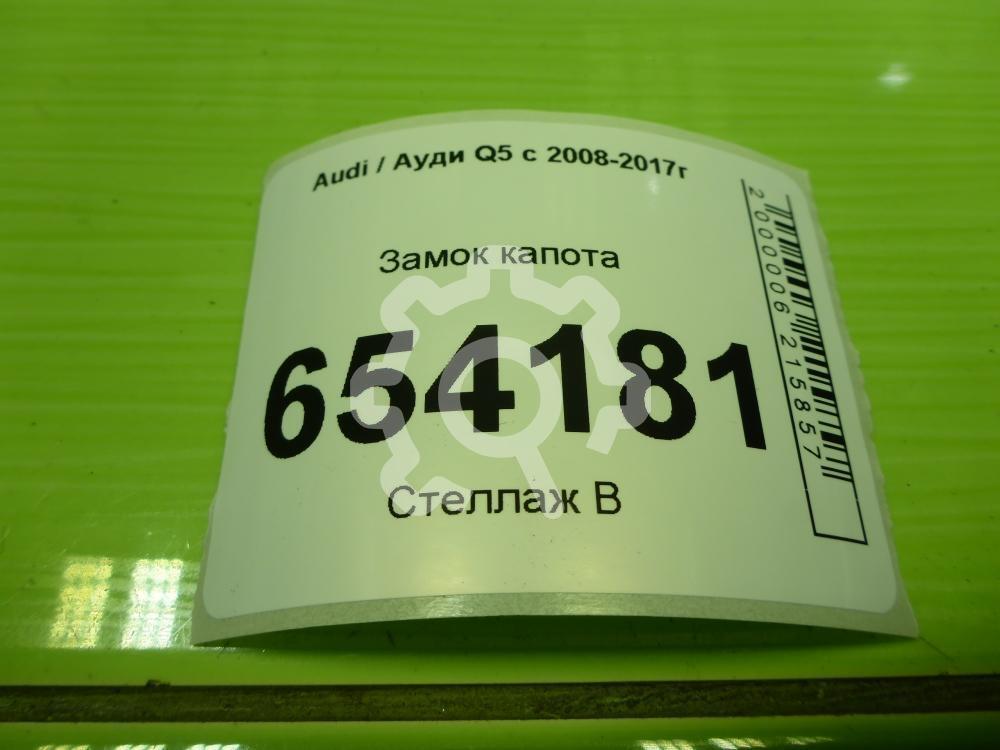 Audi / Ауди Q5 с 2008-2017г
Замок капота
654181
Стеллаж В
2000006215857